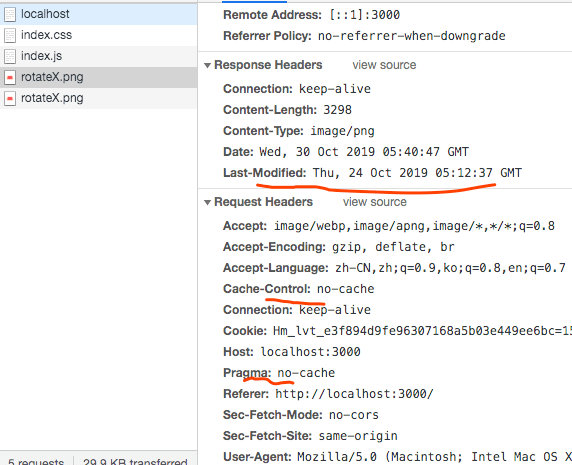 localhost
index.css
index.js
rotateX.png
rotateX.png
5 requests 29.9 KB transferred
Remote Address: [::1]:3000
Referrer Policy: no-referrer-when-downgrade
Response Headers view source
Connection: keep-alive
Content-Length: 3298
Content-Type: image/png
Date: Wed, 30 Oct 2019 05:40:47 GMT
Last-Modified: Thu, 24 Oct 2019 05:12:37 GMT
Request Headers view source
Accept: image/webp,image/apng,image/*,*/*;q=0.8
Accept-Encoding: gzip, deflate, br
Accept-Language: zh-CN,zh;q=0.9,ko;q=0.8,en;q=0.7
Cache-Control: no-cache
Connection: keep-alive
Cookie: Hm_lvt_e3f894d9fe96307168a5b03e449ee6bc=15
Host: localhost:3000
Pragma: no-cache
Referer: http://localhost:3000/
Sec-Fetch-Mode: no-cors
Sec-Fetch-Site: same-origin
User-Agent: Mozilla/5.0 (Macintosh; Intel Mac OS X